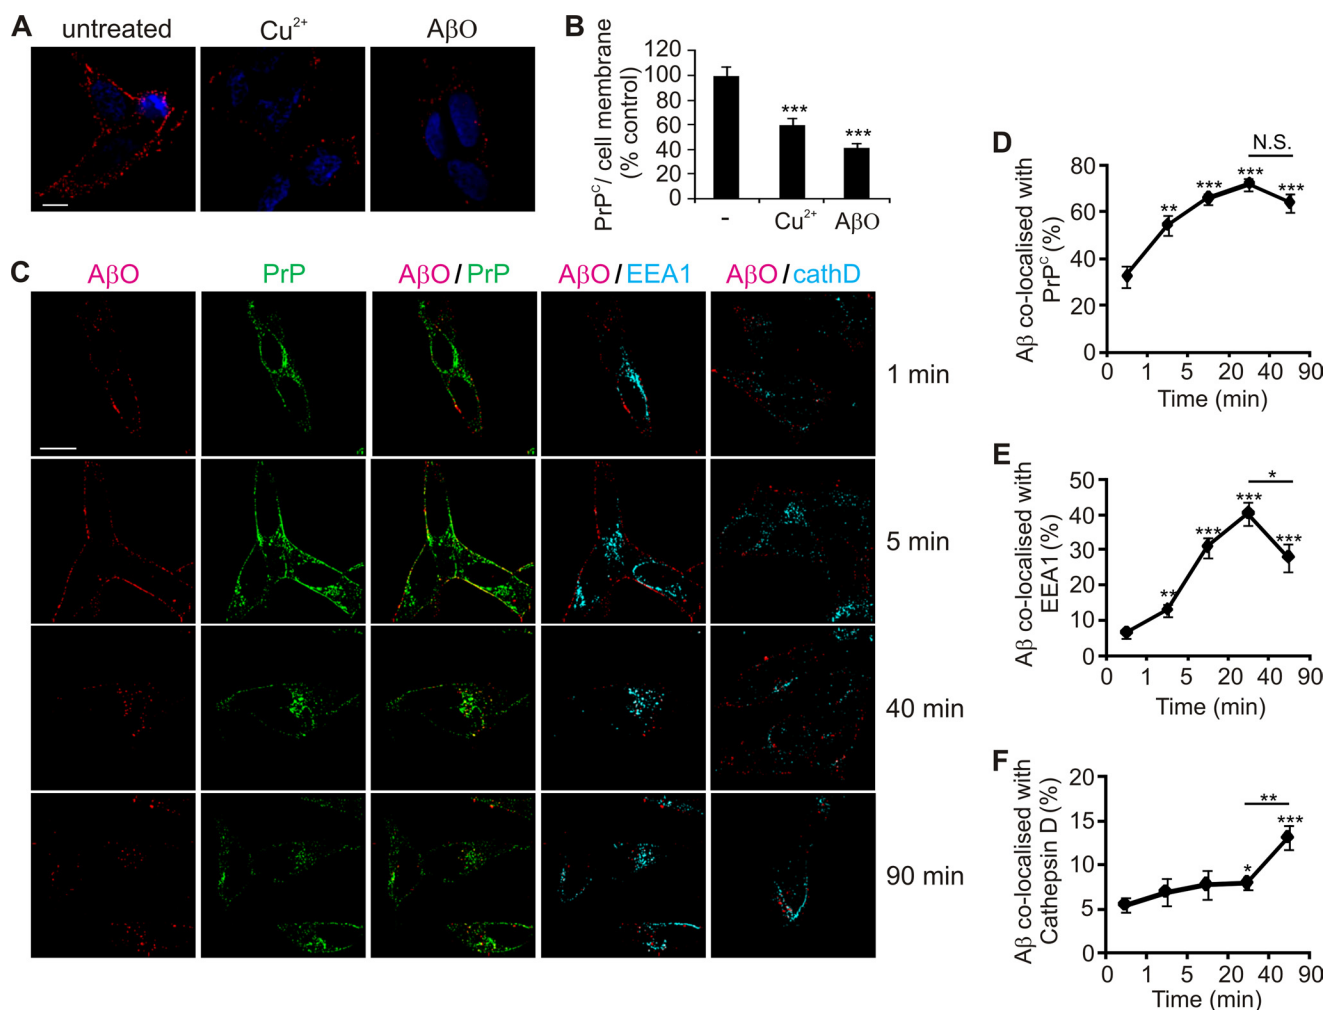 A
untreated
Cu²⁺
AβO
B
PrPᶜ/ cell membrane
(% control)
120
100
80
60
40
20
0
***
***
-
Cu²⁺
AβO
C
AβO
PrP
AβO / PrP
AβO / EEA1
AβO / cathD
1 min
5 min
40 min
90 min
D
Aβ co-localised with
PrPᶜ (%)
80
60
40
20
0
**
***
***
***
N.S.
0 1 5 20 40 90
Time (min)
E
Aβ co-localised with
EEA1 (%)
50
40
30
20
10
0
**
***
***
***
*
0 1 5 20 40 90
Time (min)
F
Aβ co-localised with
Cathepsin D (%)
20
15
10
5
0
*
***
**
0 1 5 20 40 90
Time (min)